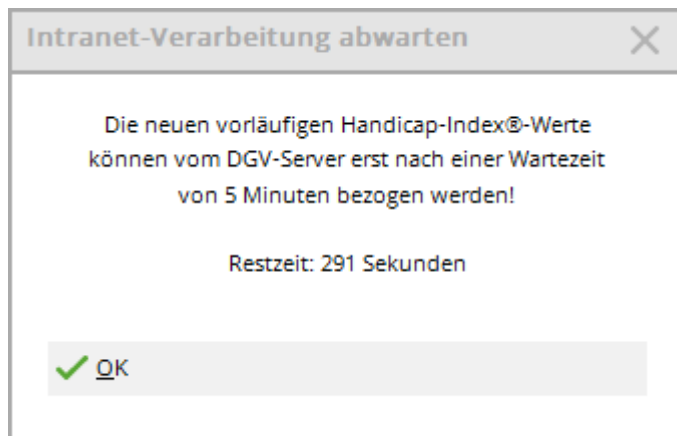 Intranet-Verarbeitung abwarten
Die neuen vorläufigen Handicap-Index®-Werte
können vom DGV-Server erst nach einer Wartezeit
von 5 Minuten bezogen werden!
Restzeit: 291 Sekunden
OK